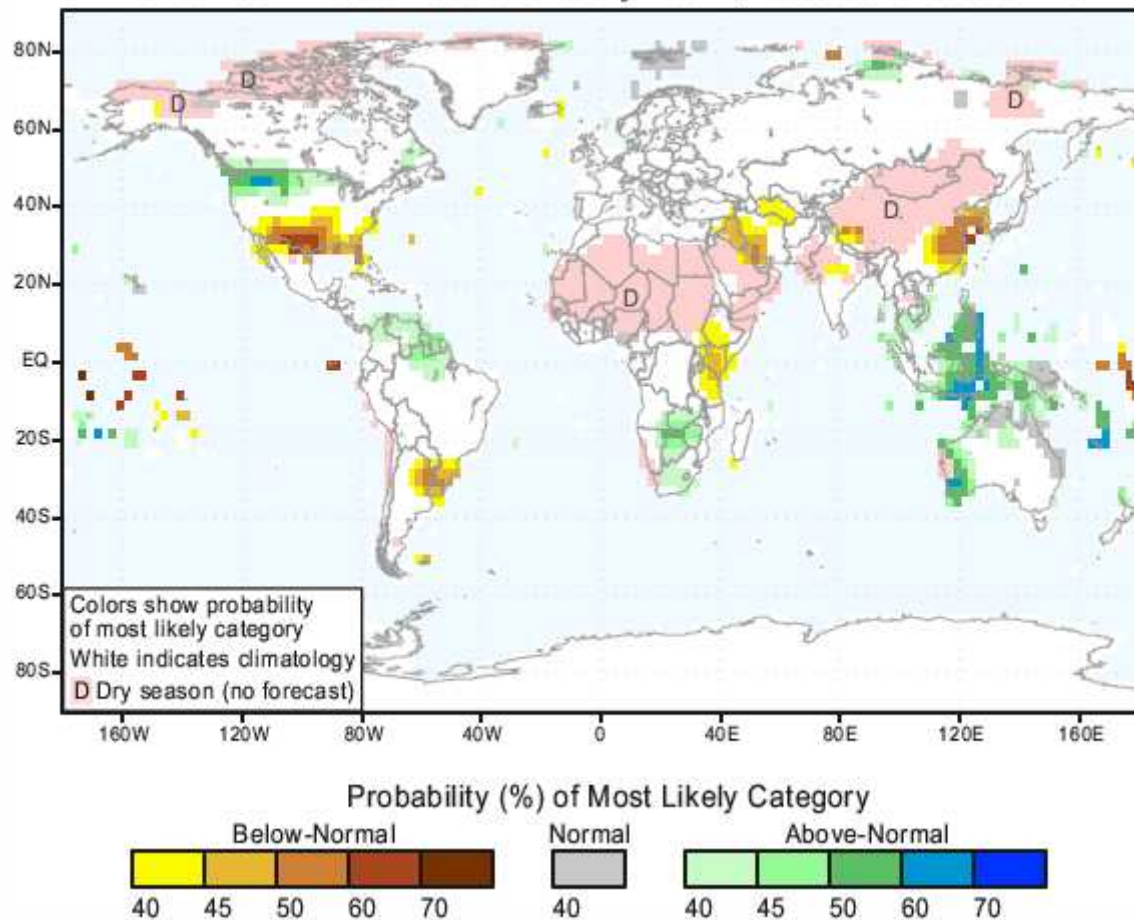 80N
60N
40N
20N
EQ
20S
40S
60S
80S
D
D
D
D
D
Colors show probability
of most likely category
White indicates climatology
D Dry season (no forecast)
160W 120W 80W 40W 0 40E 80E 120E 160E
Probability (%) of Most Likely Category
Below-Normal Normal Above-Normal
40 45 50 60 70 40 40 45 50 60 70